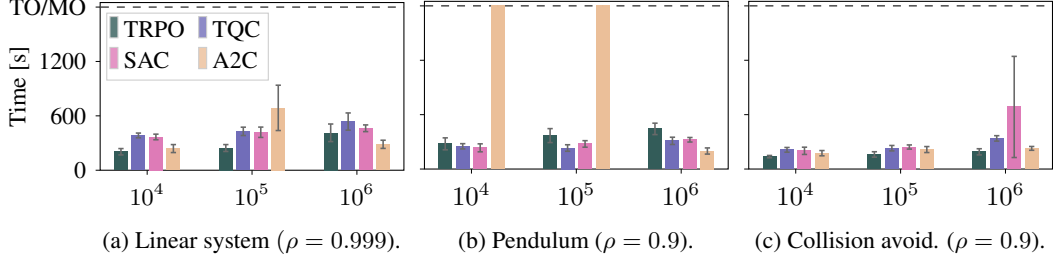 TO/MO
1800
1200
600
0
Time [s]
TRPO TQC
SAC A2C
10^4 10^5 10^6
10^4 10^5 10^6
10^4 10^5 10^6
(a) Linear system (ρ = 0.999).
(b) Pendulum (ρ = 0.9).
(c) Collision avoid. (ρ = 0.9).